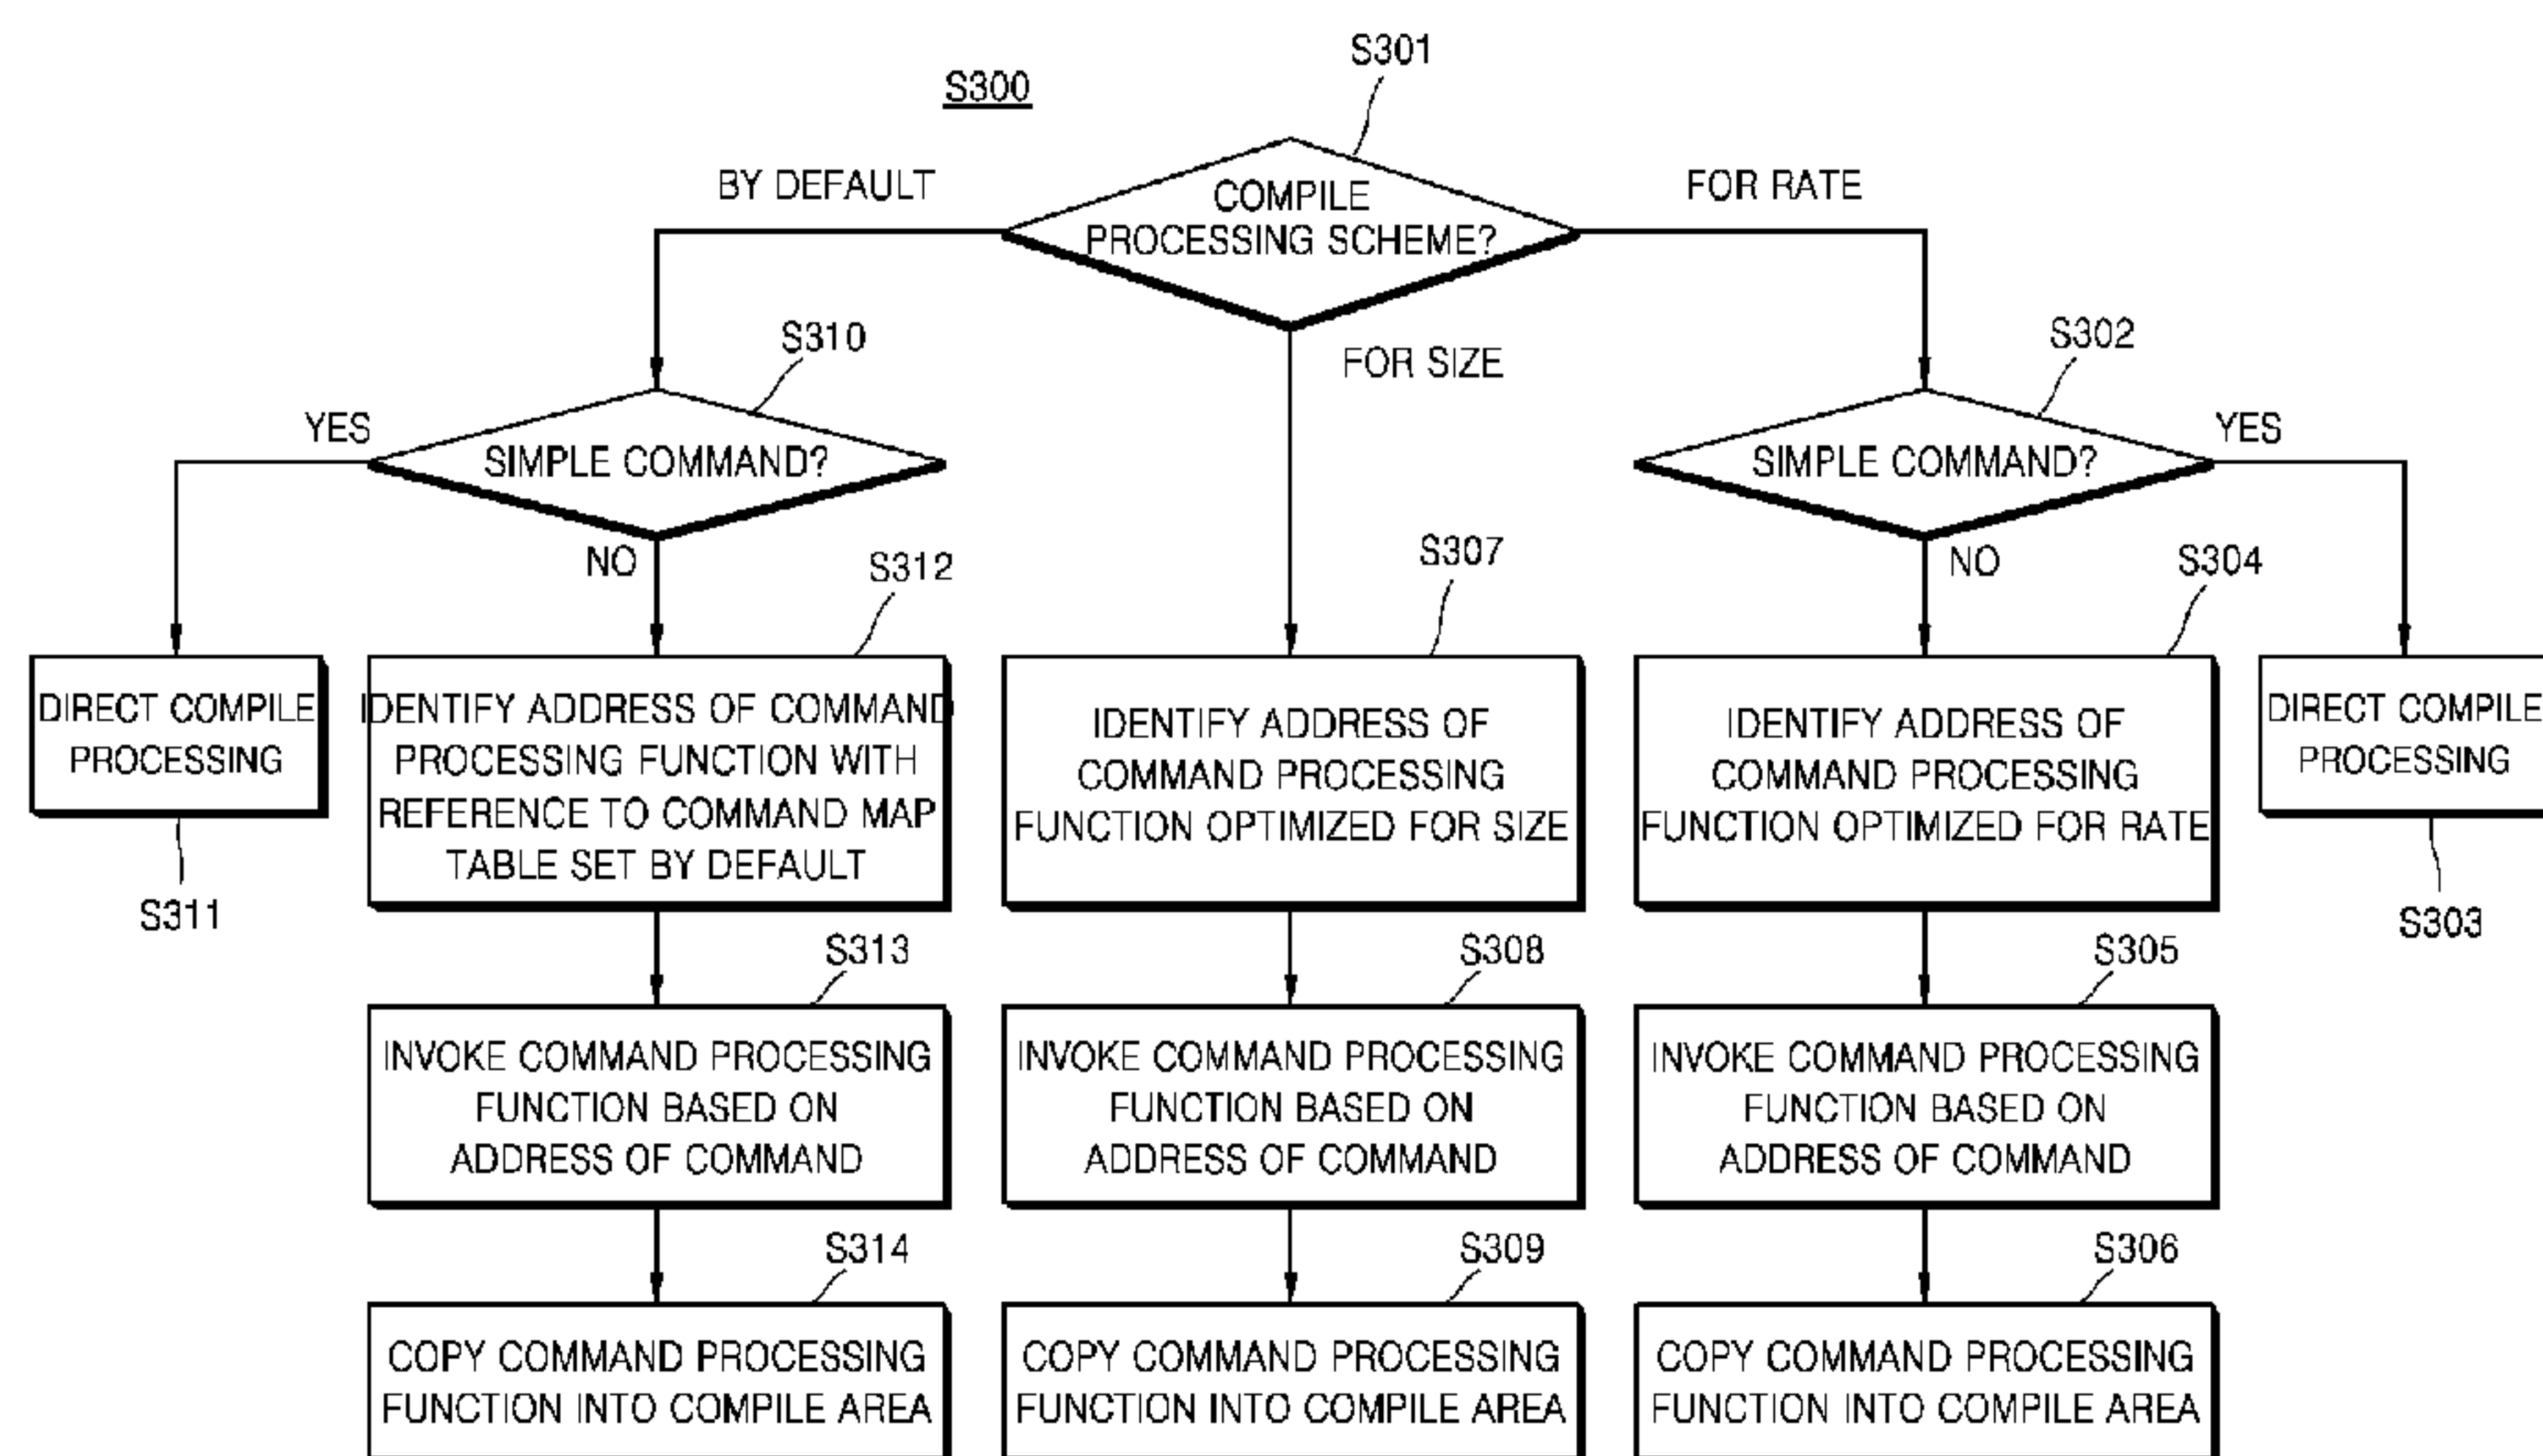 S301
S300
BY DEFAULT
COMPILE
PROCESSING SCHEME?
FOR RATE
S310
FOR SIZE
S302
YES
SIMPLE COMMAND?
SIMPLE COMMAND?
YES
NO
S312
S307
NO
S304
DIRECT COMPILE
PROCESSING
S311
IDENTIFY ADDRESS OF COMMAND
PROCESSING FUNCTION WITH
REFERENCE TO COMMAND MAP
TABLE SET BY DEFAULT
IDENTIFY ADDRESS OF
COMMAND PROCESSING
FUNCTION OPTIMIZED FOR SIZE
IDENTIFY ADDRESS OF
COMMAND PROCESSING
FUNCTION OPTIMIZED FOR RATE
DIRECT COMPILE
PROCESSING
S303
S313
S308
S305
INVOKE COMMAND PROCESSING
FUNCTION BASED ON
ADDRESS OF COMMAND
INVOKE COMMAND PROCESSING
FUNCTION BASED ON
ADDRESS OF COMMAND
INVOKE COMMAND PROCESSING
FUNCTION BASED ON
ADDRESS OF COMMAND
S314
S309
S306
COPY COMMAND PROCESSING
FUNCTION INTO COMPILE AREA
COPY COMMAND PROCESSING
FUNCTION INTO COMPILE AREA
COPY COMMAND PROCESSING
FUNCTION INTO COMPILE AREA